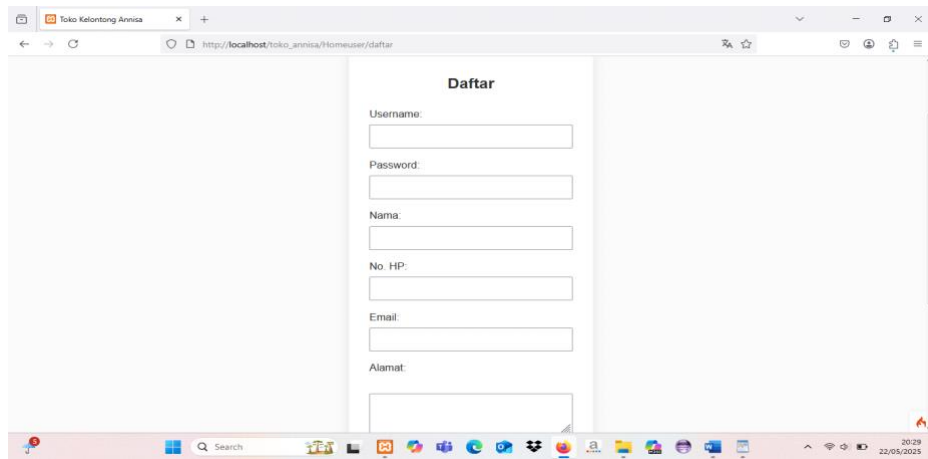 Toko Kelontong Annisa
http://localhost/toko_annisa/Homeuser/daftar
Daftar
Username:
Password:
Nama:
No. HP:
Email:
Alamat:
5
Search
20:29
22/05/2025